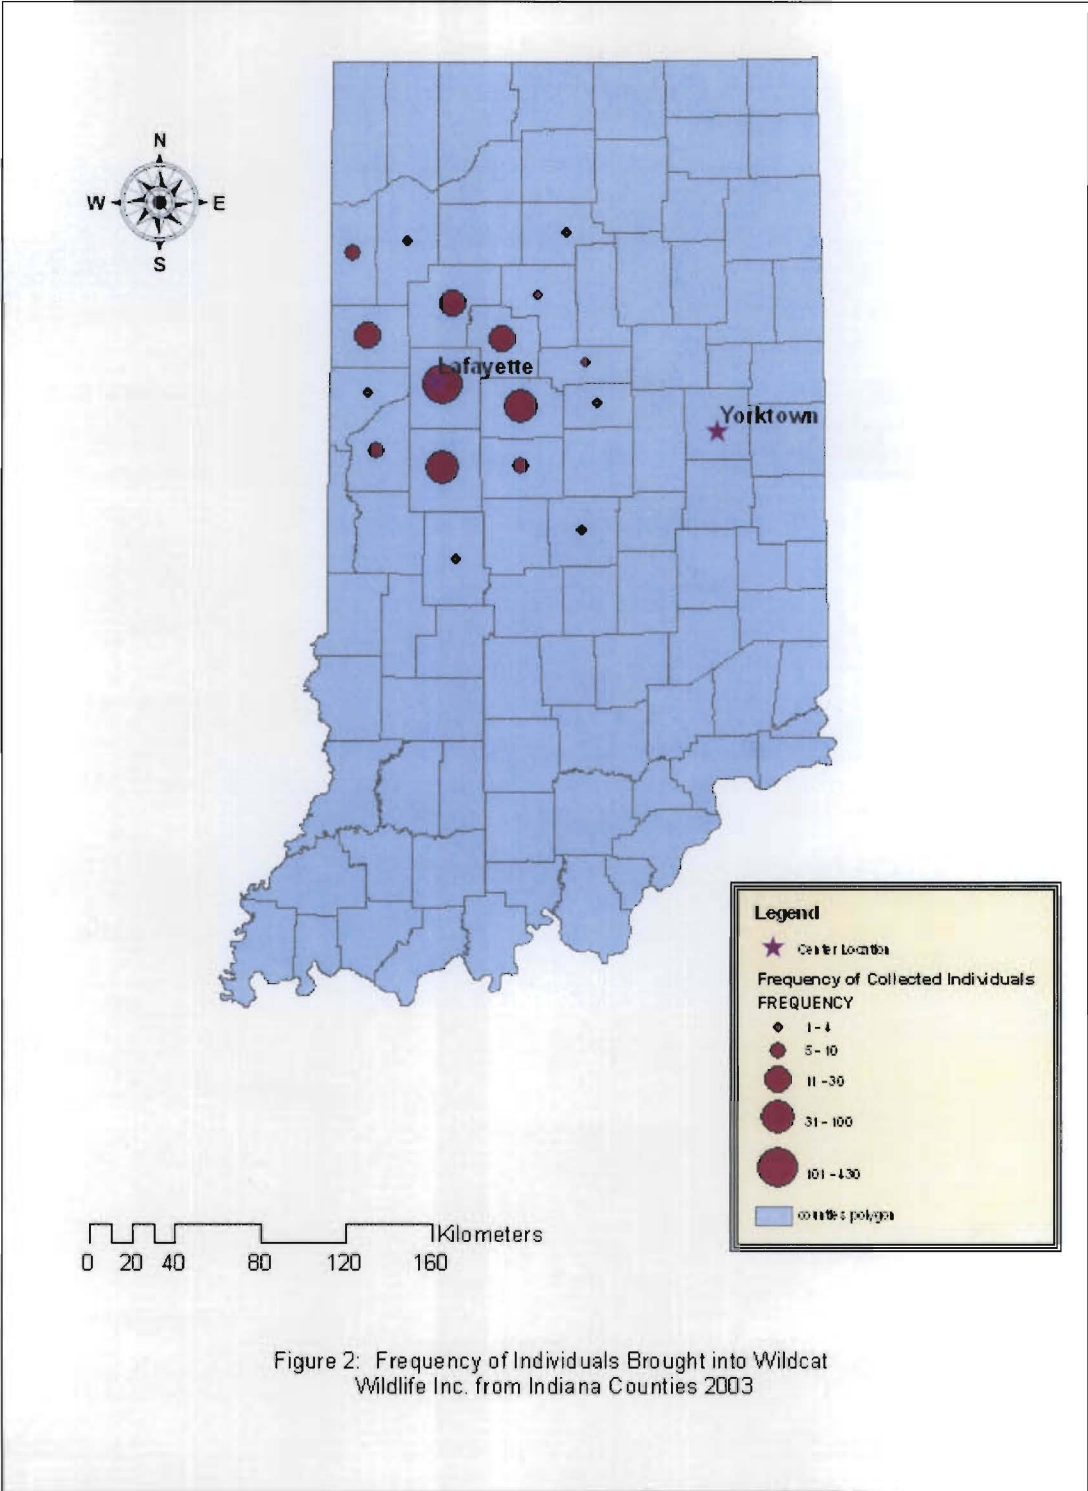 N
W E
S
Lafayette
Yorktown
Legend
Center Location
Frequency of Collected Individuals
FREQUENCY
1 - 4
5 - 10
11 - 30
31 - 100
101 - 430
counties polygon
Kilometers
0 20 40 80 120 160
Figure 2: Frequency of Individuals Brought into Wildcat
Wildlife Inc. from Indiana Counties 2003